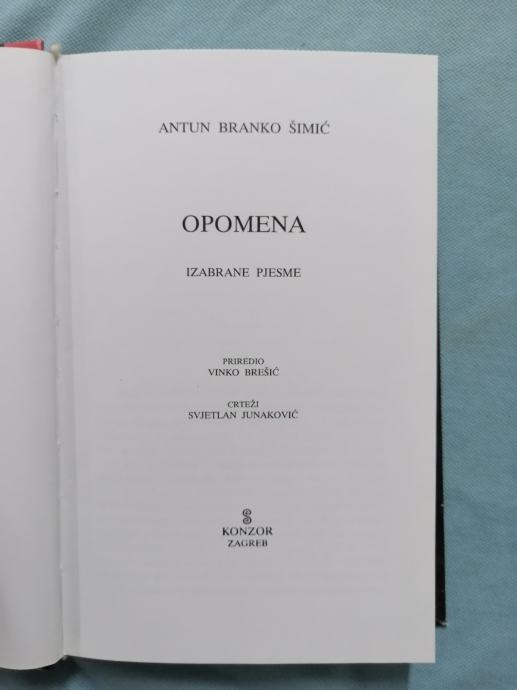 ANTUN BRANKO ŠIMIĆ
OPOMENA
IZABRANE PJESME
PRIREDIO
VINKO BREŠIĆ
CRTEŽI
SVJETLAN JUNAKOVIĆ
KONZOR
ZAGREB